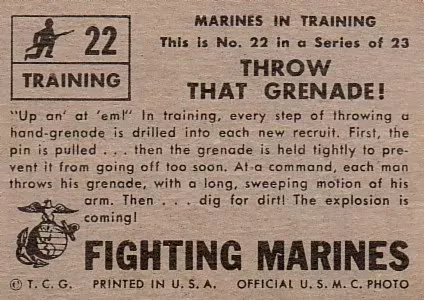 22
TRAINING
MARINES IN TRAINING
This is No. 22 in a Series of 23
THROW
THAT GRENADE!
"Up an' at 'em!" In training, every step of throwing a
hand-grenade is drilled into each new recruit. First, the
pin is pulled . . . then the grenade is held tightly to pre-
vent it from going off too soon. At a command, each man
throws his grenade, with a long, sweeping motion of his
arm. Then . . . dig for dirt! The explosion is
coming!
FIGHTING MARINES
© T. C. G. PRINTED IN U. S. A. OFFICIAL U. S. M. C. PHOTO